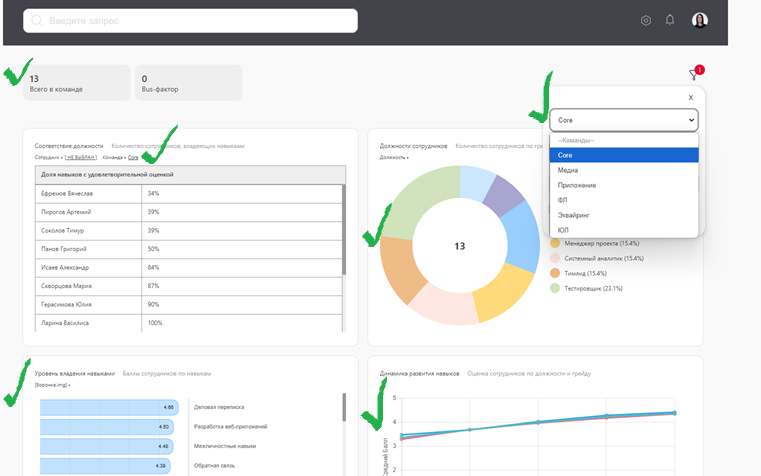 Введите запрос
1
13
Всего в команде
0
Bus-фактор
X
Core
--Команды--
Core
Медиа
Приложение
ФЛ
Эквайринг
ЮЛ
Соответствие должности Количество сотрудников, владеющих навыками
Сотрудник • [ НЕ ВЫБРАН ] Команда • Core
Доля навыков с удовлетворительной оценкой
Ефремов Вячеслав 34%
Пирогов Артемий 39%
Соколов Тимур 39%
Панов Григорий 50%
Исаев Александр 84%
Скворцова Мария 87%
Герасимова Юлия 90%
Ларина Василиса 100%
Должности сотрудников Количество сотрудников по гре
Должность •
13
Менеджер проекта (15.4%)
Системный аналитик (15.4%)
Тимлид (15.4%)
Тестировщик (23.1%)
Уровень владения навыками Баллы сотрудников по навыкам
[Воронка.img] •
4.66 Деловая переписка
4.50 Разработка веб-приложений
4.48 Межличностные навыки
4.39 Обратная связь
Динамика развития навыков Оценка сотрудников по должности и грейду
5
4
3
2
Средний Балл